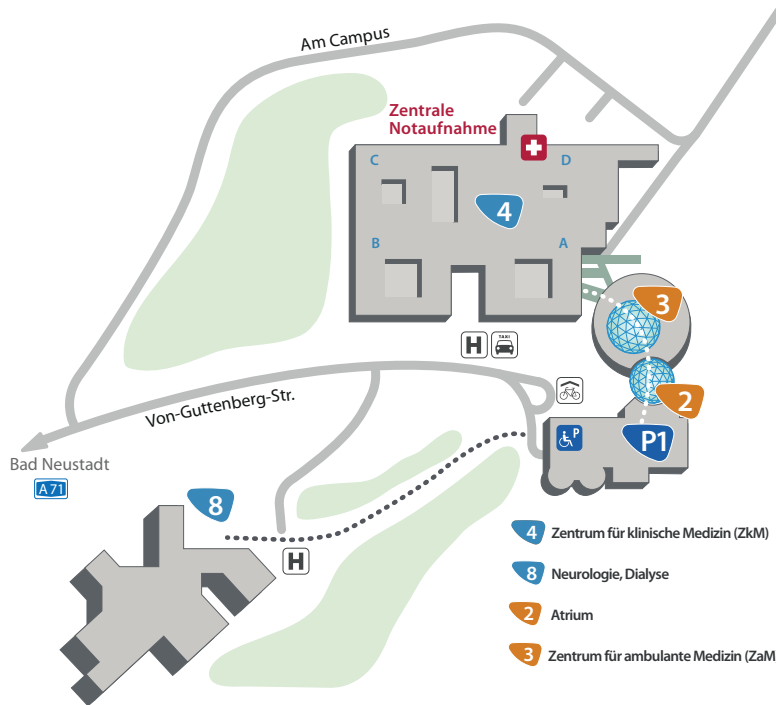 Am Campus
Zentrale
Notaufnahme
C
D
4
B
A
3
H
TAXI
2
Von-Guttenberg-Str.
P
P1
Bad Neustadt
A 71
8
H
4 Zentrum für klinische Medizin (ZkM)
8 Neurologie, Dialyse
2 Atrium
3 Zentrum für ambulante Medizin (ZaM